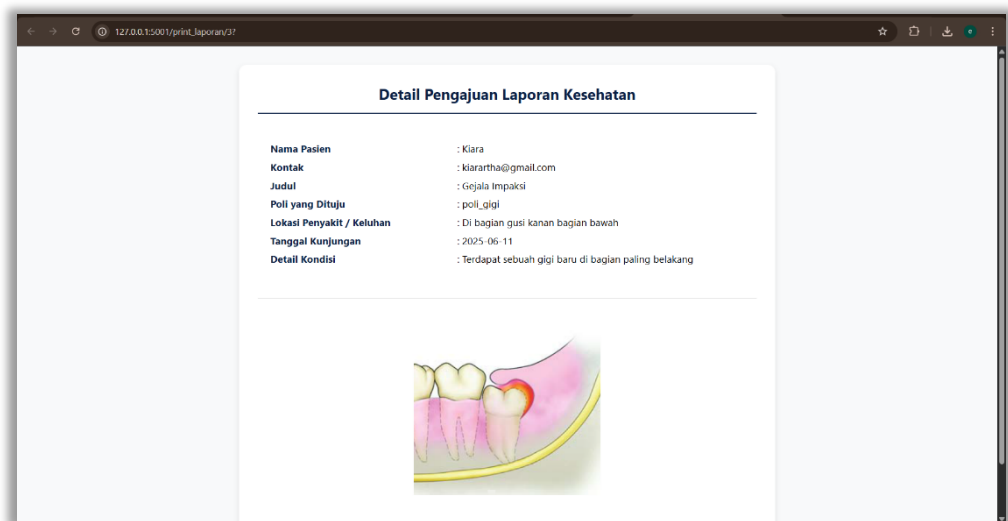 127.0.0.1:5001/print_laporan/37
Detail Pengajuan Laporan Kesehatan
Nama Pasien : Kiara
Kontak : kiarartha@gmail.com
Judul : Gejala Impaksi
Poli yang Dituju : poli_gigi
Lokasi Penyakit / Keluhan : Di bagian gusi kanan bagian bawah
Tanggal Kunjungan : 2025-06-11
Detail Kondisi : Terdapat sebuah gigi baru di bagian paling belakang